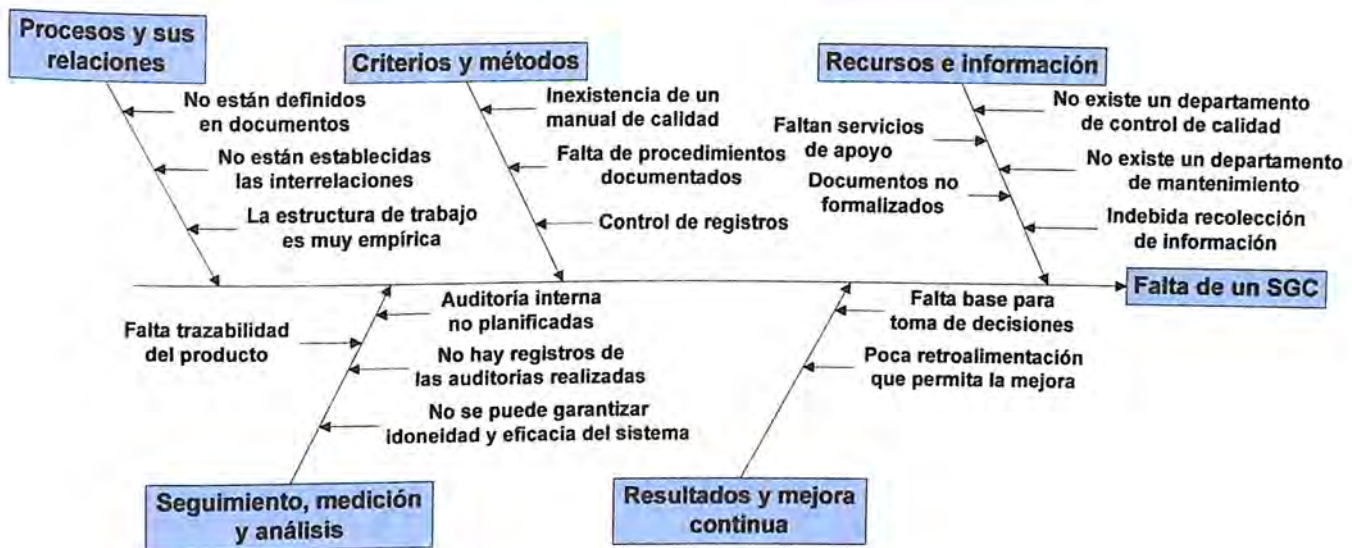 Procesos y sus
relaciones
No están definidos
en documentos
No están establecidas
las interrelaciones
La estructura de trabajo
es muy empírica
Criterios y métodos
Inexistencia de un
manual de calidad
Falta de procedimientos
documentados
Control de registros
Recursos e información
Faltan servicios
de apoyo
Documentos no
formalizados
No existe un departamento
de control de calidad
No existe un departamento
de mantenimiento
Indebida recolección
de información
Falta de un SGC
Falta trazabilidad
del producto
Auditoría interna
no planificadas
No hay registros de
las auditorias realizadas
No se puede garantizar
idoneidad y eficacia del sistema
Seguimiento, medición
y análisis
Falta base para
toma de decisiones
Poca retroalimentación
que permita la mejora
Resultados y mejora
continua